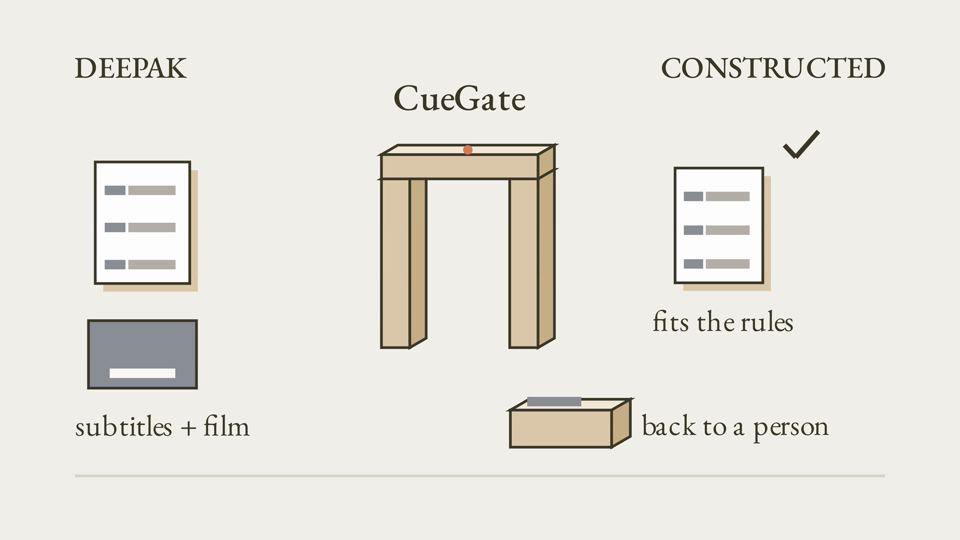 DEEPAK
CONSTRUCTED
CueGate
fits the rules
subtitles + film
back to a person